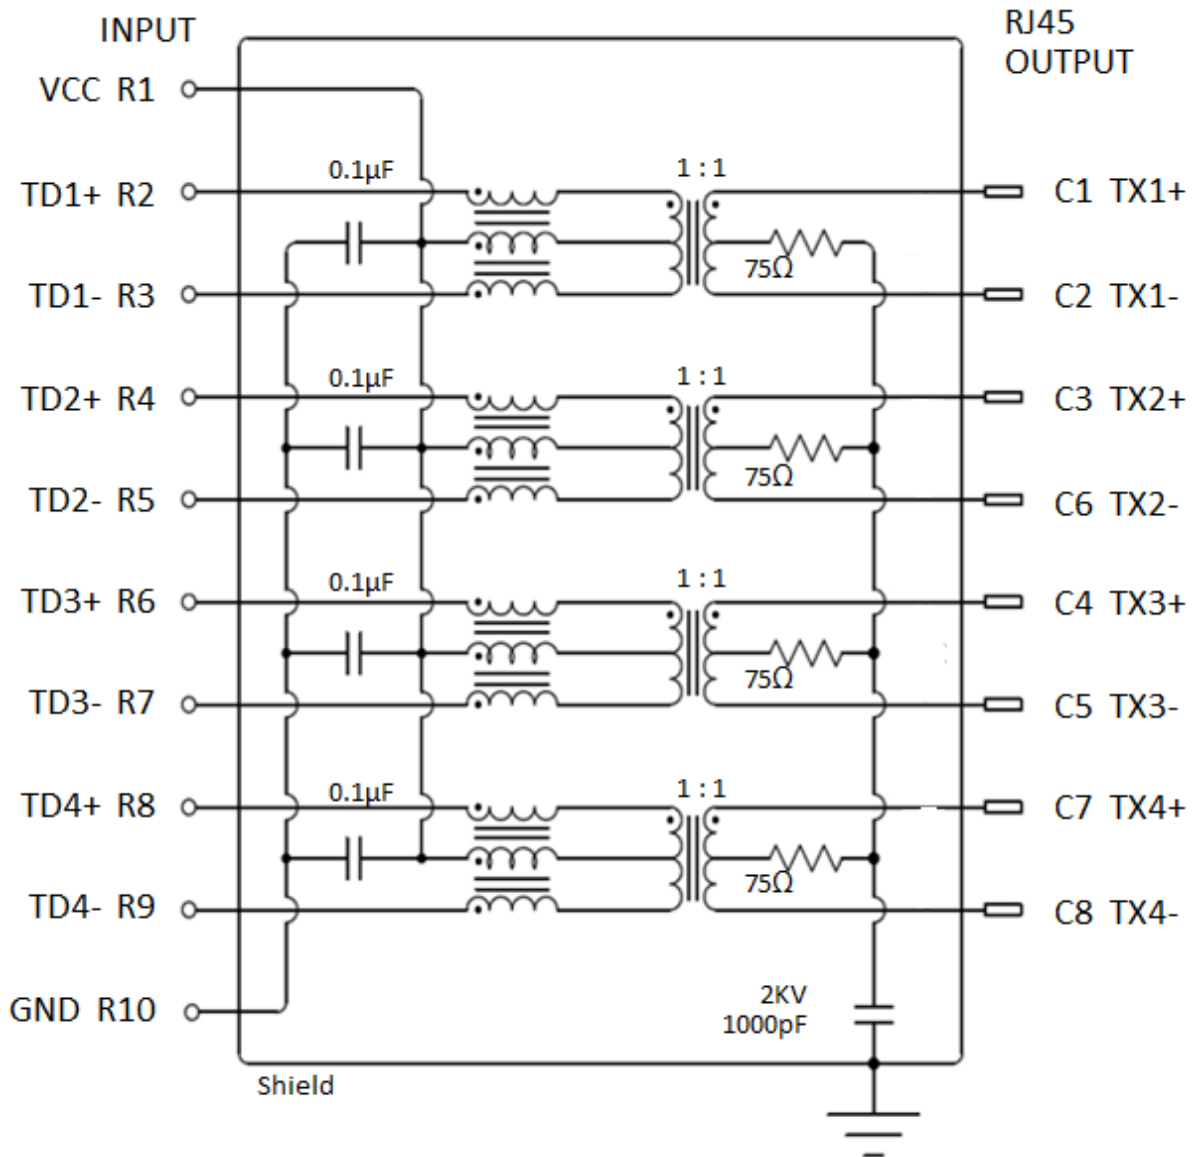 INPUT
RJ45
OUTPUT
VCC R1
0.1µF
1 : 1
TD1+ R2
C1 TX1+
75Ω
TD1- R3
C2 TX1-
0.1µF
1 : 1
TD2+ R4
C3 TX2+
75Ω
TD2- R5
C6 TX2-
0.1µF
1 : 1
TD3+ R6
C4 TX3+
75Ω
TD3- R7
C5 TX3-
0.1µF
1 : 1
TD4+ R8
C7 TX4+
75Ω
TD4- R9
C8 TX4-
GND R10
2KV
1000pF
Shield